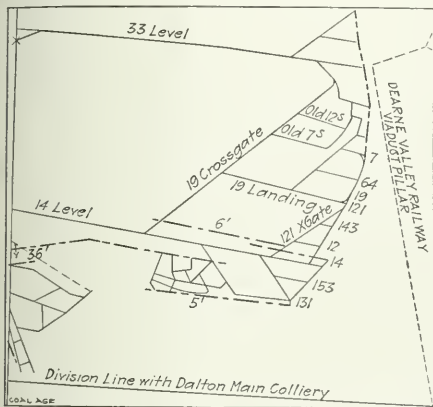 33 Level
Old 12s
Old 7s
19 Crossgate
7
64
19 Landing
19
121
14 Level
6'
121 XGate
143
12
14
36'
153
5'
131
DEARNE VALLEY RAILWAY
VIADUCT PILLAR
Division Line with Dalton Main Colliery
COAL AGE